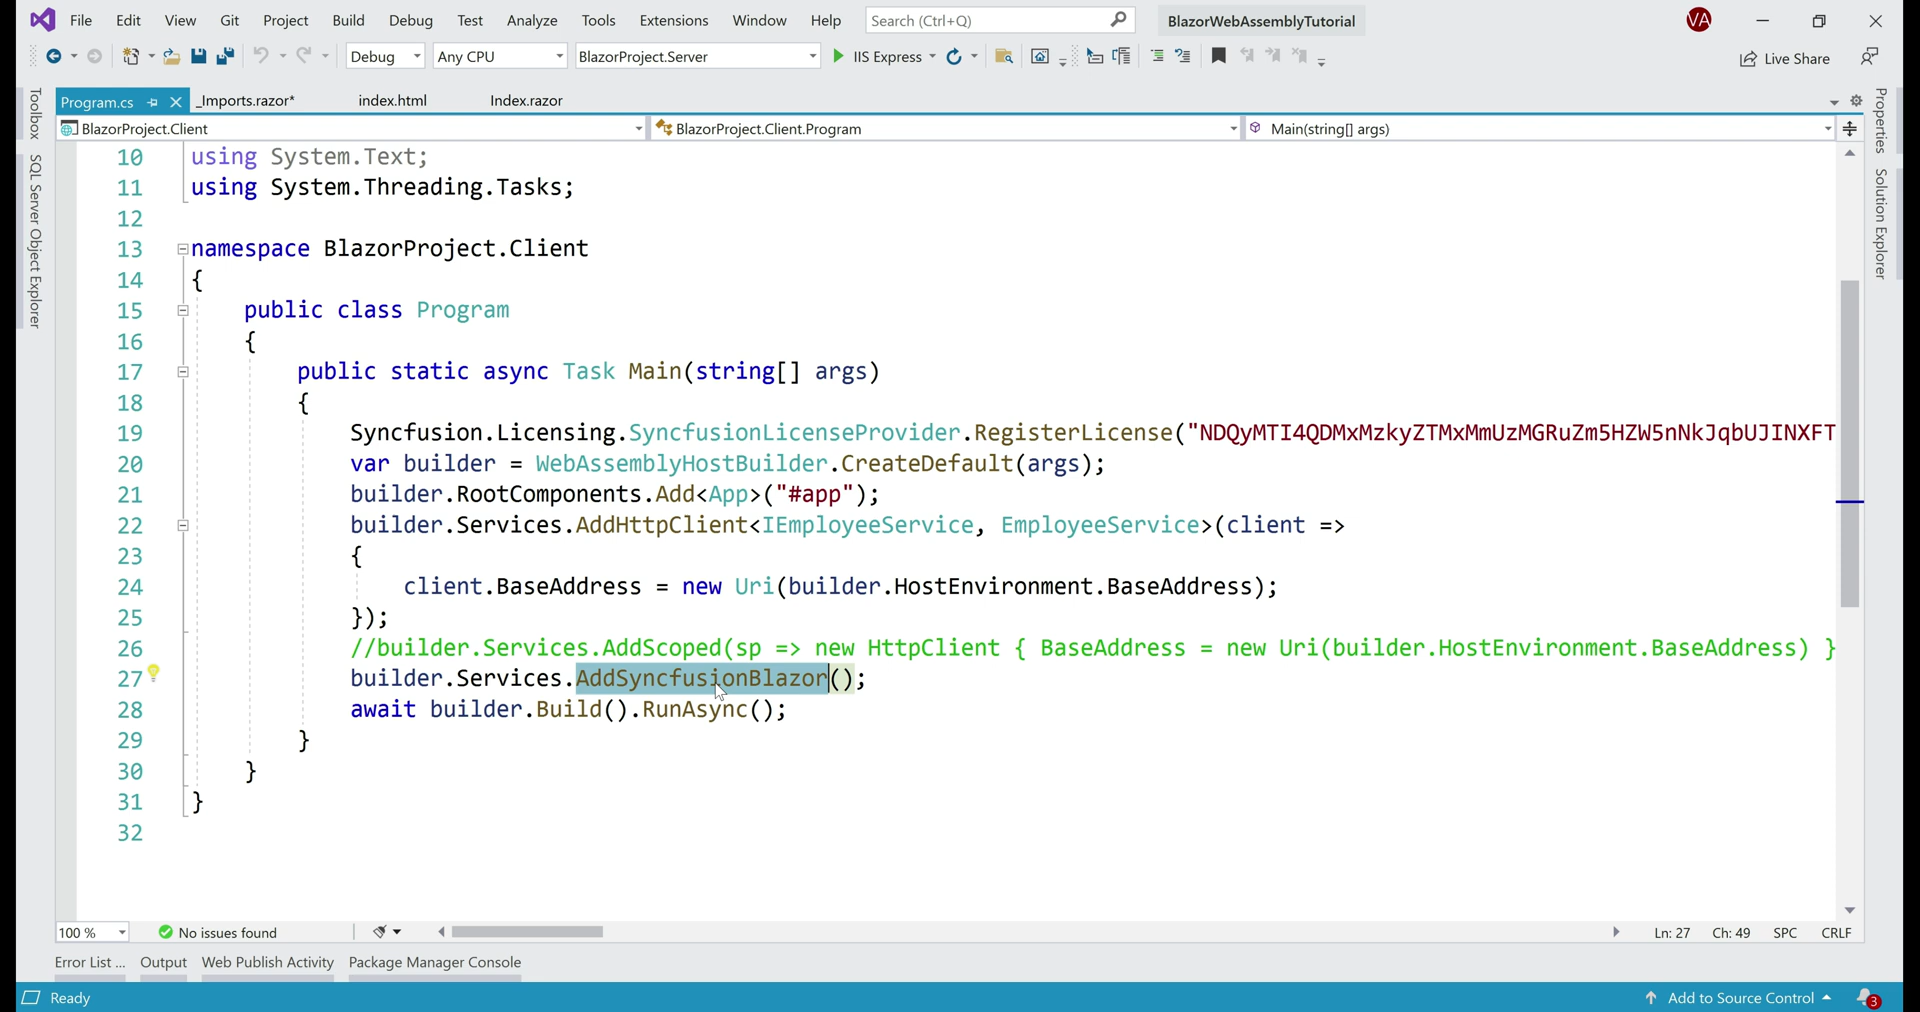 File Edit View Git Project Build Debug Test Analyze Tools Extensions Window Help Search (Ctrl+Q) BlazorWebAssemblyTutorial VA
Debug Any CPU BlazorProject.Server IIS Express Live Share
Program.cs _Imports.razor* index.html Index.razor
BlazorProject.Client BlazorProject.Client.Program Main(string[] args)
Toolbox
SQL Server Object Explorer
10 using System.Text;
11 using System.Threading.Tasks;
12
13 namespace BlazorProject.Client
14 {
15 public class Program
16 {
17 public static async Task Main(string[] args)
18 {
19 Syncfusion.Licensing.SyncfusionLicenseProvider.RegisterLicense("NDQyMTI4QDMxMzkyZTMxMmUzMGRuZm5HZW5nNkJqbUJINXFT
20 var builder = WebAssemblyHostBuilder.CreateDefault(args);
21 builder.RootComponents.Add<App>("#app");
22 builder.Services.AddHttpClient<IEmployeeService, EmployeeService>(client =>
23 {
24 client.BaseAddress = new Uri(builder.HostEnvironment.BaseAddress);
25 });
26 //builder.Services.AddScoped(sp => new HttpClient { BaseAddress = new Uri(builder.HostEnvironment.BaseAddress) }
27 builder.Services.AddSyncfusionBlazor();
28 await builder.Build().RunAsync();
29 }
30 }
31 }
32
Properties
Solution Explorer
100 % No issues found Ln: 27 Ch: 49 SPC CRLF
Error List ... Output Web Publish Activity Package Manager Console
Ready Add to Source Control 3